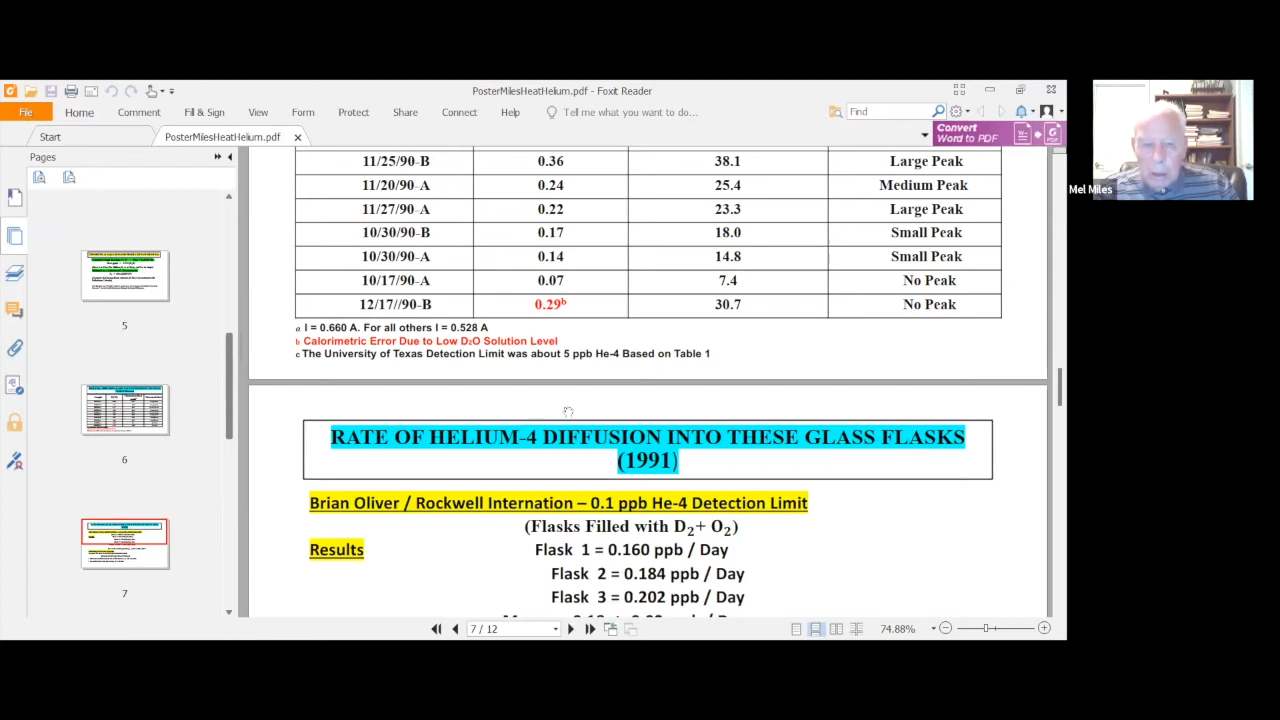 PosterMilesHeatHelium.pdf - Foxit Reader
File Home Comment Fill & Sign View Form Protect Share Connect Help Tell me what you want to do... Find
Start PosterMilesHeatHelium.pdf
Convert
Word to PDF
Pages
5
6
7
11/25/90-B 0.36 38.1 Large Peak
11/20/90-A 0.24 25.4 Medium Peak
11/27/90-A 0.22 23.3 Large Peak
10/30/90-B 0.17 18.0 Small Peak
10/30/90-A 0.14 14.8 Small Peak
10/17/90-A 0.07 7.4 No Peak
12/17//90-B 0.29b 30.7 No Peak
a I = 0.660 A. For all others I = 0.528 A
b Calorimetric Error Due to Low D2O Solution Level
c The University of Texas Detection Limit was about 5 ppb He-4 Based on Table 1
RATE OF HELIUM-4 DIFFUSION INTO THESE GLASS FLASKS
(1991)
Brian Oliver / Rockwell Internation – 0.1 ppb He-4 Detection Limit
(Flasks Filled with D2+ O2)
Results Flask 1 = 0.160 ppb / Day
Flask 2 = 0.184 ppb / Day
Flask 3 = 0.202 ppb / Day
7 / 12
74.88%
Mel Miles